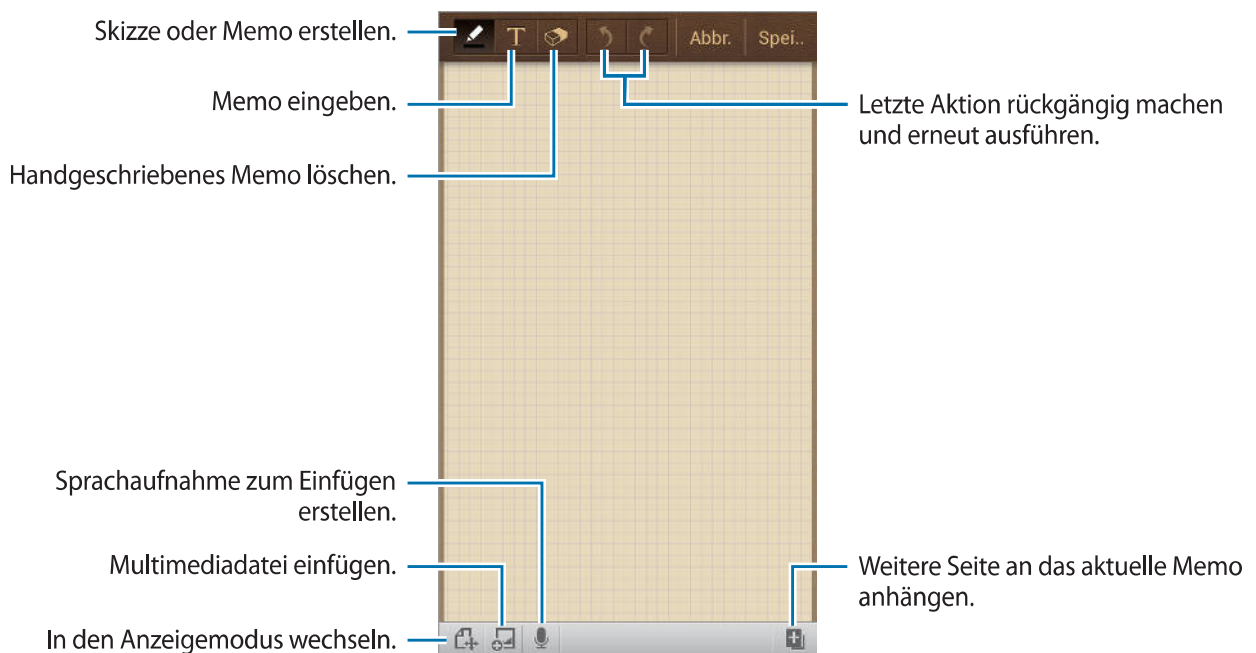 Skizze oder Memo erstellen.
T
Abbr.
Spei..
Memo eingeben.
Letzte Aktion rückgängig machen
und erneut ausführen.
Handgeschriebenes Memo löschen.
Sprachaufnahme zum Einfügen
erstellen.
Multimediadatei einfügen.
Weitere Seite an das aktuelle Memo
anhängen.
In den Anzeigemodus wechseln.